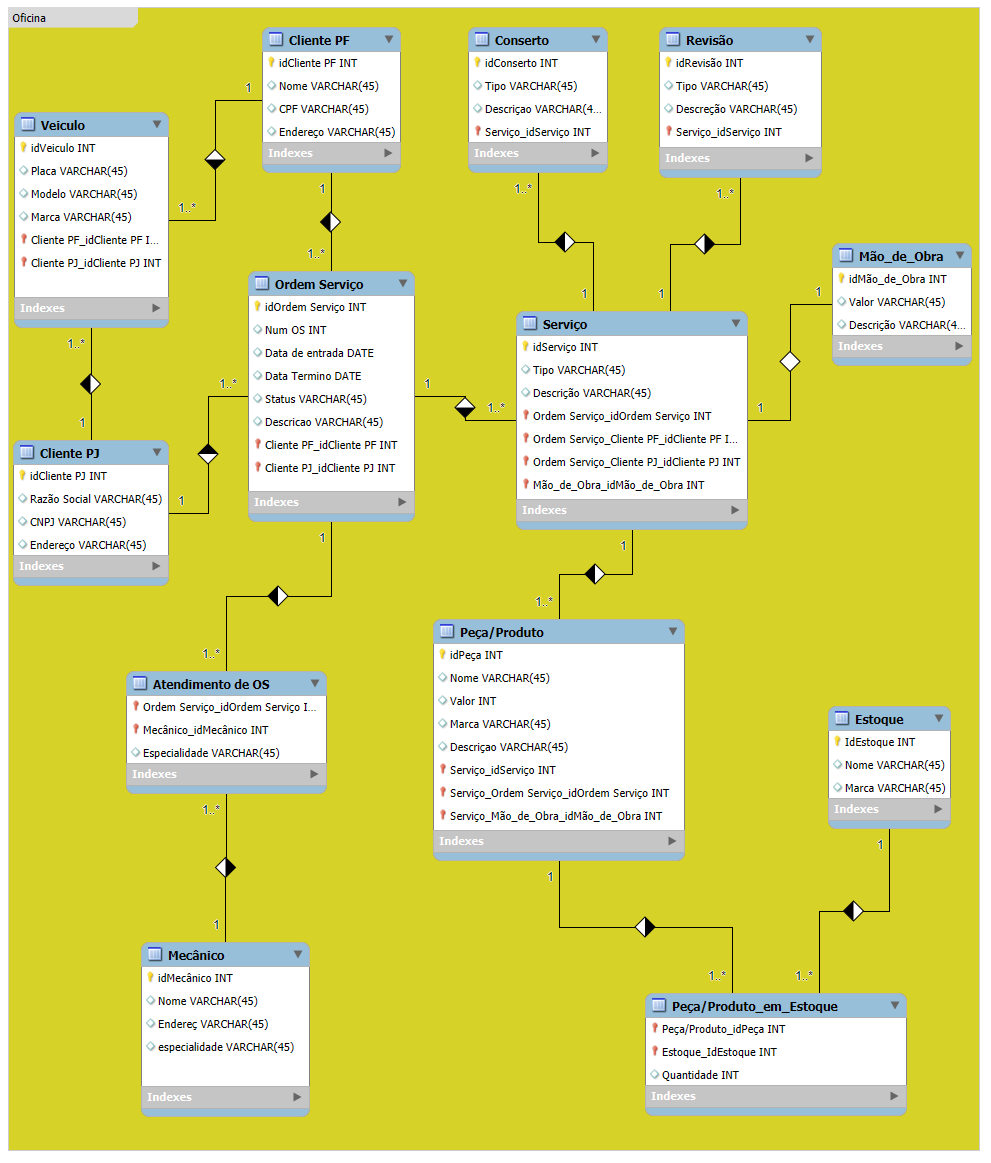 Oficina
Cliente PF
idCliente PF INT
Nome VARCHAR(45)
CPF VARCHAR(45)
Endereço VARCHAR(45)
Indexes
Conserto
idConserto INT
Tipo VARCHAR(45)
Descriçao VARCHAR(4...
Serviço_idServiço INT
Indexes
Revisão
idRevisão INT
Tipo VARCHAR(45)
Descreção VARCHAR(45)
Serviço_idServiço INT
Indexes
Veiculo
idVeiculo INT
Placa VARCHAR(45)
Modelo VARCHAR(45)
Marca VARCHAR(45)
Cliente PF_idCliente PF I...
Cliente PJ_idCliente PJ INT
Indexes
1
1..*
1
1..*
1..*
1
1..*
1
Mão_de_Obra
idMão_de_Obra INT
Valor VARCHAR(45)
Descrição VARCHAR(4...
Indexes
Ordem Serviço
idOrdem Serviço INT
Num OS INT
Data de entrada DATE
Data Termino DATE
Status VARCHAR(45)
Descricao VARCHAR(45)
Cliente PF_idCliente PF INT
Cliente PJ_idCliente PJ INT
Indexes
Serviço
idServiço INT
Tipo VARCHAR(45)
Descrição VARCHAR(45)
Ordem Serviço_idOrdem Serviço INT
Ordem Serviço_Cliente PF_idCliente PF I...
Ordem Serviço_Cliente PJ_idCliente PJ INT
Mão_de_Obra_idMão_de_Obra INT
Indexes
1
1
1..*
1
1..*
1
1..*
1
Cliente PJ
idCliente PJ INT
Razão Social VARCHAR(45)
CNPJ VARCHAR(45)
Endereço VARCHAR(45)
Indexes
1
1..*
1
1..*
Peça/Produto
idPeça INT
Nome VARCHAR(45)
Valor INT
Marca VARCHAR(45)
Descriçao VARCHAR(45)
Serviço_idServiço INT
Serviço_Ordem Serviço_idOrdem Serviço INT
Serviço_Mão_de_Obra_idMão_de_Obra INT
Indexes
Atendimento de OS
Ordem Serviço_idOrdem Serviço I...
Mecânico_idMecânico INT
Especialidade VARCHAR(45)
Indexes
Estoque
IdEstoque INT
Nome VARCHAR(45)
Marca VARCHAR(45)
Indexes
1..*
1
1
1..*
1
1..*
Mecânico
idMecânico INT
Nome VARCHAR(45)
Endereç VARCHAR(45)
especialidade VARCHAR(45)
Indexes
Peça/Produto_em_Estoque
Peça/Produto_idPeça INT
Estoque_IdEstoque INT
Quantidade INT
Indexes